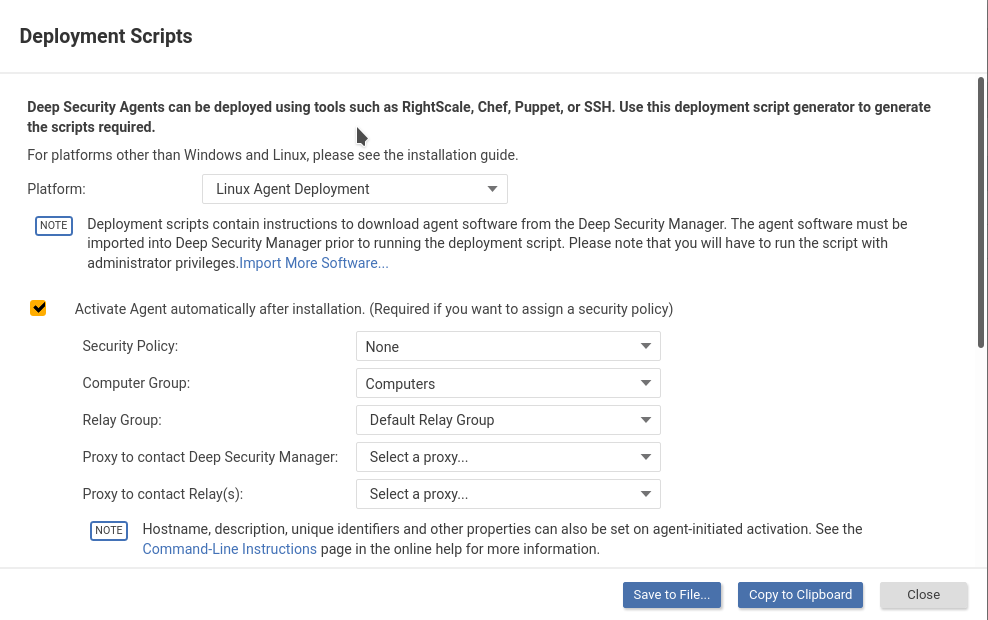 Deployment Scripts
Deep Security Agents can be deployed using tools such as RightScale, Chef, Puppet, or SSH. Use this deployment script generator to generate
the scripts required.
For platforms other than Windows and Linux, please see the installation guide.
Platform: Linux Agent Deployment
NOTE Deployment scripts contain instructions to download agent software from the Deep Security Manager. The agent software must be
imported into Deep Security Manager prior to running the deployment script. Please note that you will have to run the script with
administrator privileges.Import More Software...
Activate Agent automatically after installation. (Required if you want to assign a security policy)
Security Policy: None
Computer Group: Computers
Relay Group: Default Relay Group
Proxy to contact Deep Security Manager: Select a proxy...
Proxy to contact Relay(s): Select a proxy...
NOTE Hostname, description, unique identifiers and other properties can also be set on agent-initiated activation. See the
Command-Line Instructions page in the online help for more information.
Save to File... Copy to Clipboard Close